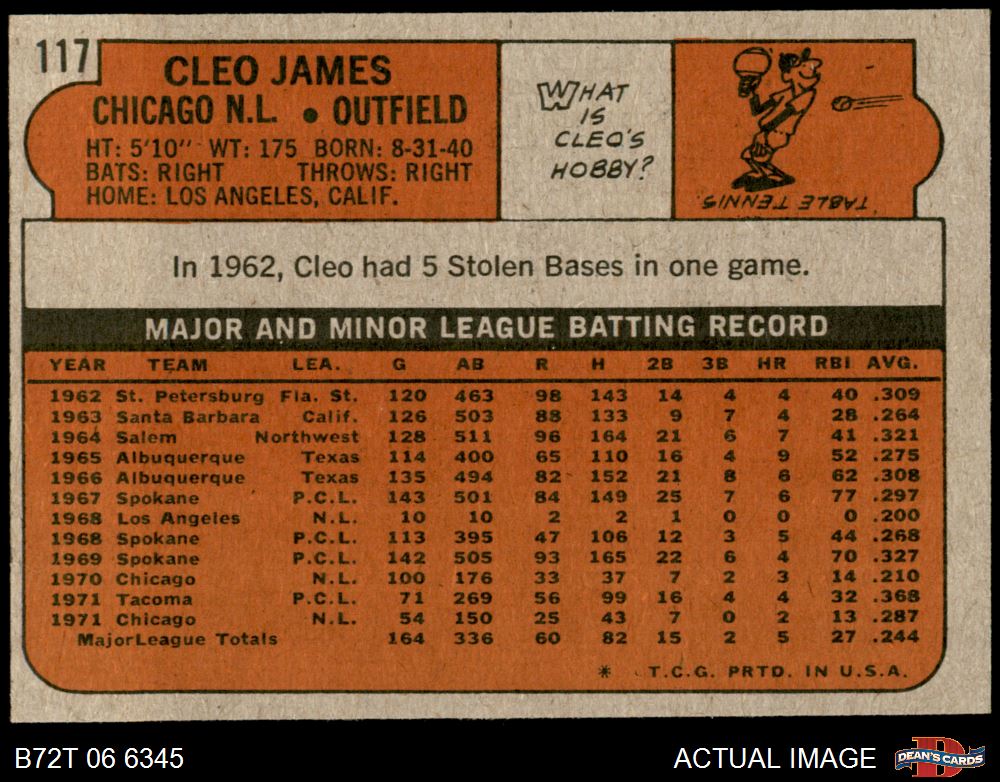 117
CLEO JAMES
CHICAGO N.L. • OUTFIELD
HT: 5'10" WT: 175 BORN: 8-31-40
BATS: RIGHT THROWS: RIGHT
HOME: LOS ANGELES, CALIF.
WHAT
IS
CLEO'S
HOBBY?
TABLE TENNIS
In 1962, Cleo had 5 Stolen Bases in one game.
MAJOR AND MINOR LEAGUE BATTING RECORD
YEAR TEAM LEA. G AB R H 2B 3B HR RBI AVG.
1962 St. Petersburg Fla. St. 120 463 98 143 14 4 4 40 .309
1963 Santa Barbara Calif. 126 503 88 133 9 7 4 28 .264
1964 Salem Northwest 128 511 96 164 21 6 7 41 .321
1965 Albuquerque Texas 114 400 65 110 16 4 9 52 .275
1966 Albuquerque Texas 135 494 82 152 21 8 6 62 .308
1967 Spokane P.C.L. 143 501 84 149 25 7 6 77 .297
1968 Los Angeles N.L. 10 10 2 2 1 0 0 0 .200
1968 Spokane P.C.L. 113 395 47 106 12 3 5 44 .268
1969 Spokane P.C.L. 142 505 93 165 22 6 4 70 .327
1970 Chicago N.L. 100 176 33 37 7 2 3 14 .210
1971 Tacoma P.C.L. 71 269 56 99 16 4 4 32 .368
1971 Chicago N.L. 54 150 25 43 7 0 2 13 .287
MajorLeague Totals 164 336 60 82 15 2 5 27 .244
* T.C.G. PRTD. IN U.S.A.
B72T 06 6345
ACTUAL IMAGE
D
DEAN'S CARDS